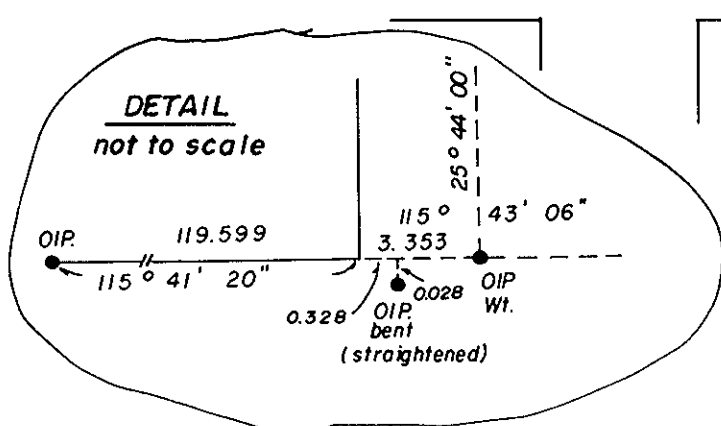 DETAIL
not to scale
25° 44' 00"
115° 43' 06"
OIP.
119.599
3.353
115° 41' 20"
0.328
0.028
OIP.
bent
(straightened)
OIP
Wt.